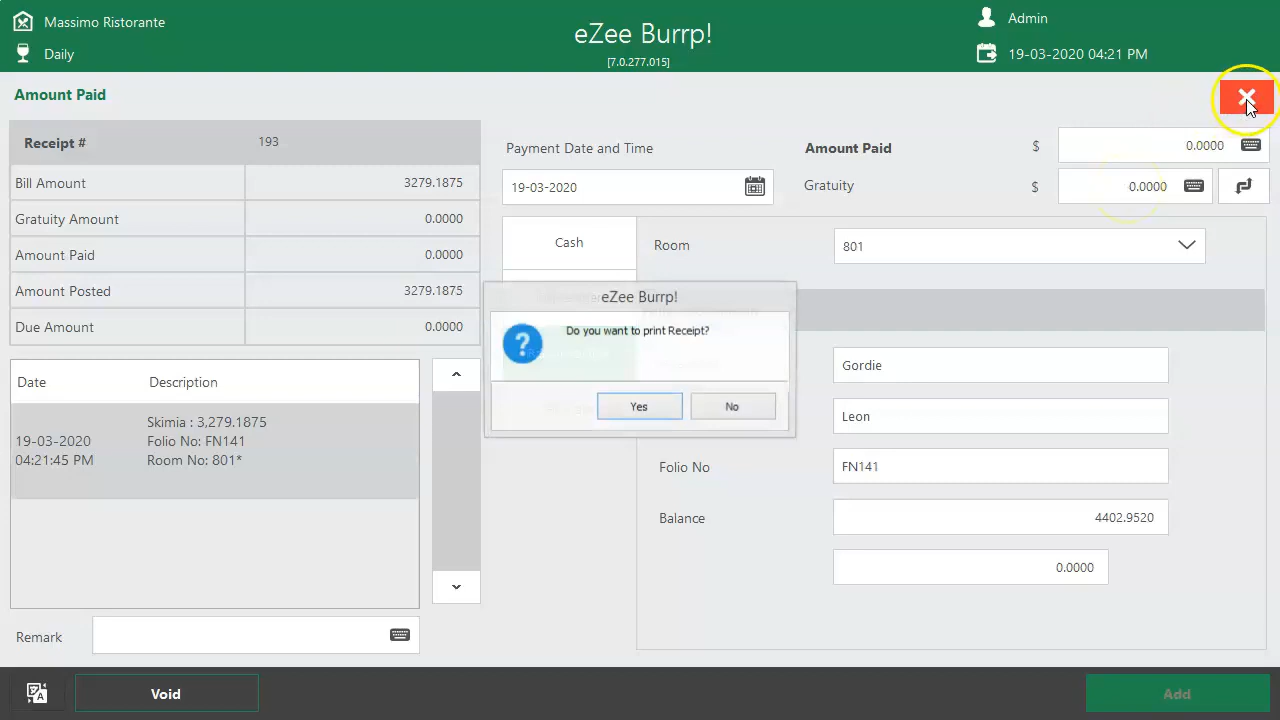 Massimo Ristorante
Daily
eZee Burrp!
[7.0.277.015]
Admin
19-03-2020 04:21 PM
Amount Paid
Receipt # 193
Bill Amount 3279.1875
Gratuity Amount 0.0000
Amount Paid 0.0000
Amount Posted 3279.1875
Due Amount 0.0000
Payment Date and Time
19-03-2020
Amount Paid $ 0.0000
Gratuity $ 0.0000
Cash
Room 801
eZee Burrp!
Do you want to print Receipt?
Yes No
Gordie
Leon
Folio No FN141
Balance 4402.9520
0.0000
Date Description
19-03-2020
04:21:45 PM
Skimia : 3,279.1875
Folio No: FN141
Room No: 801*
Remark
Void
Add